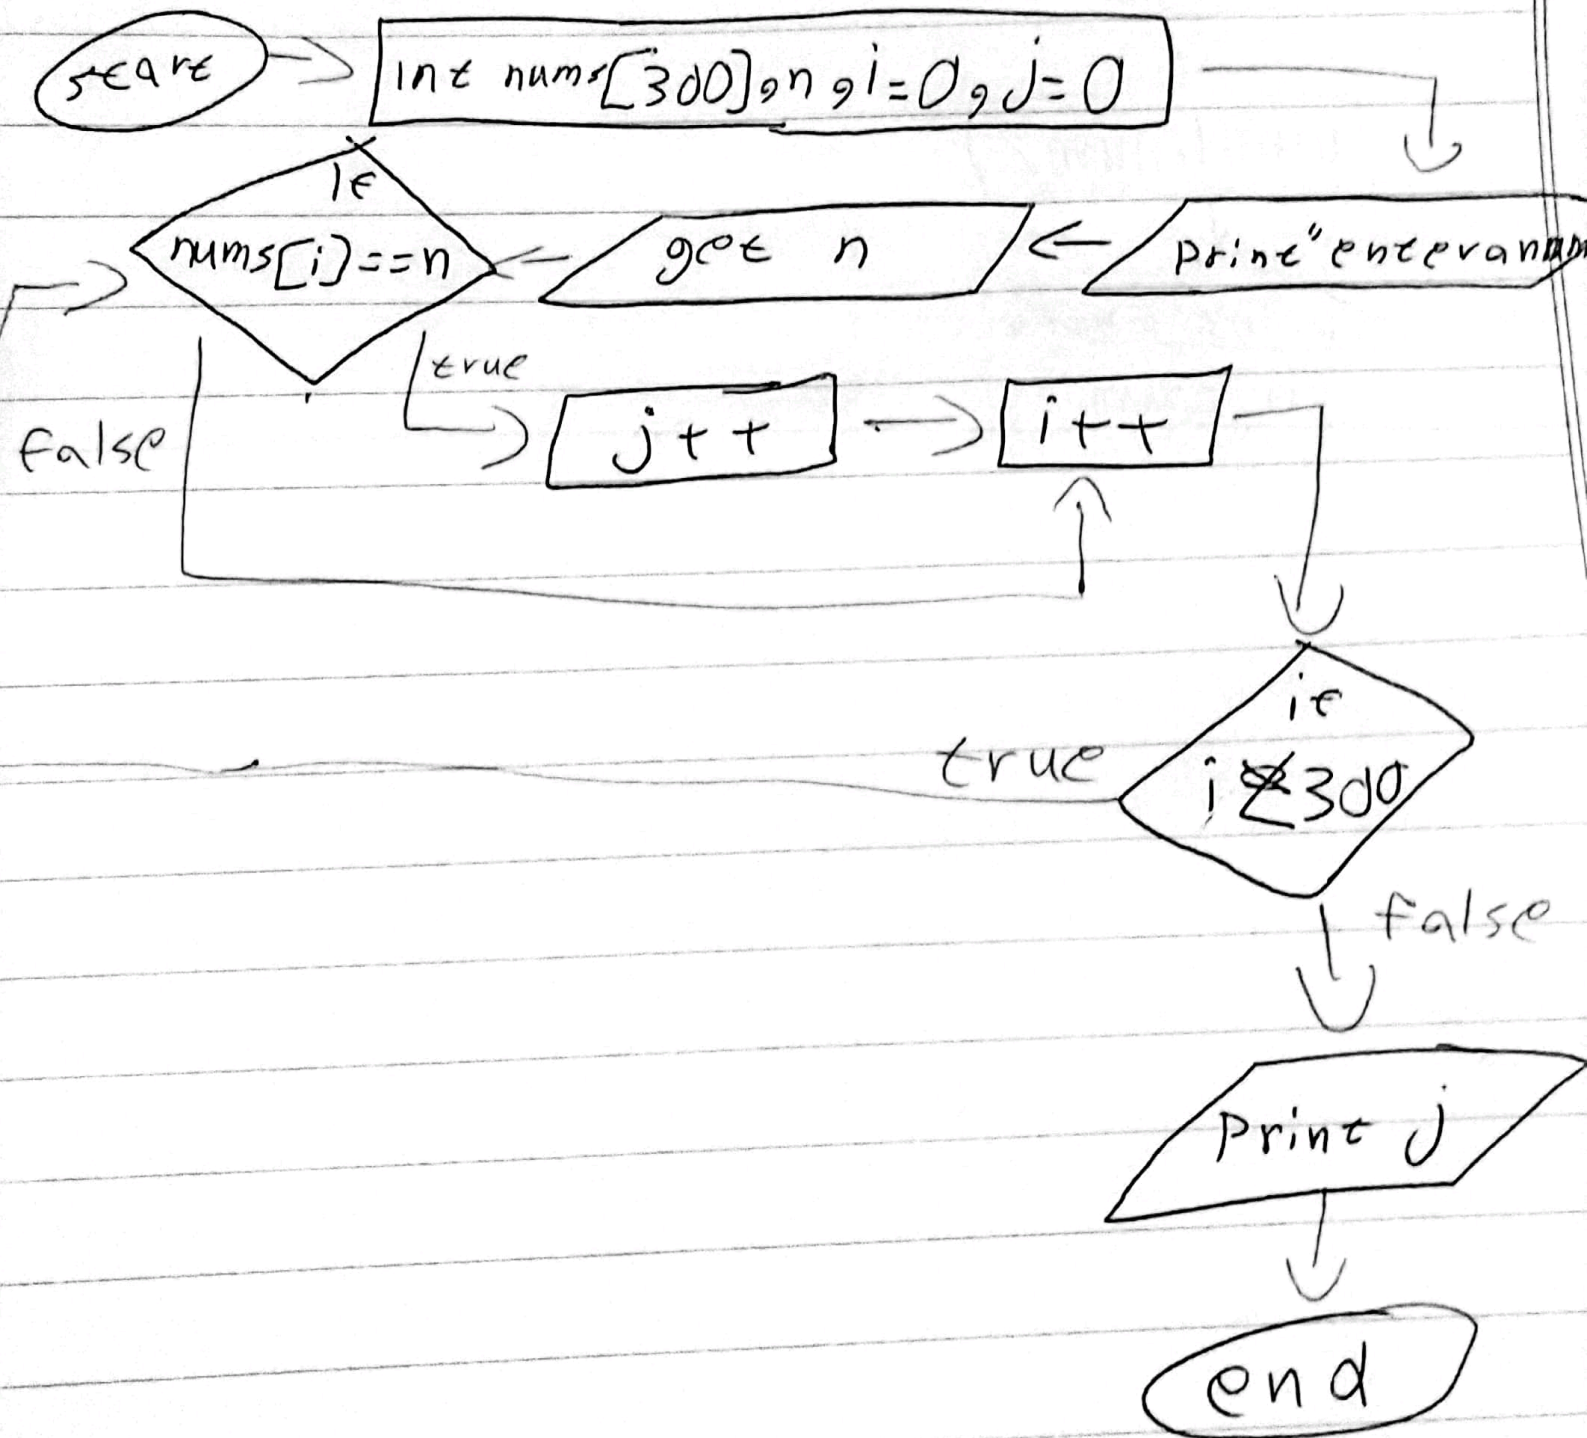 start
int nums[300],n,i=0,j=0
print"enter a num
get n
If
nums[i]==n
true
false
j++
i++
if
i<300
true
false
print j
end